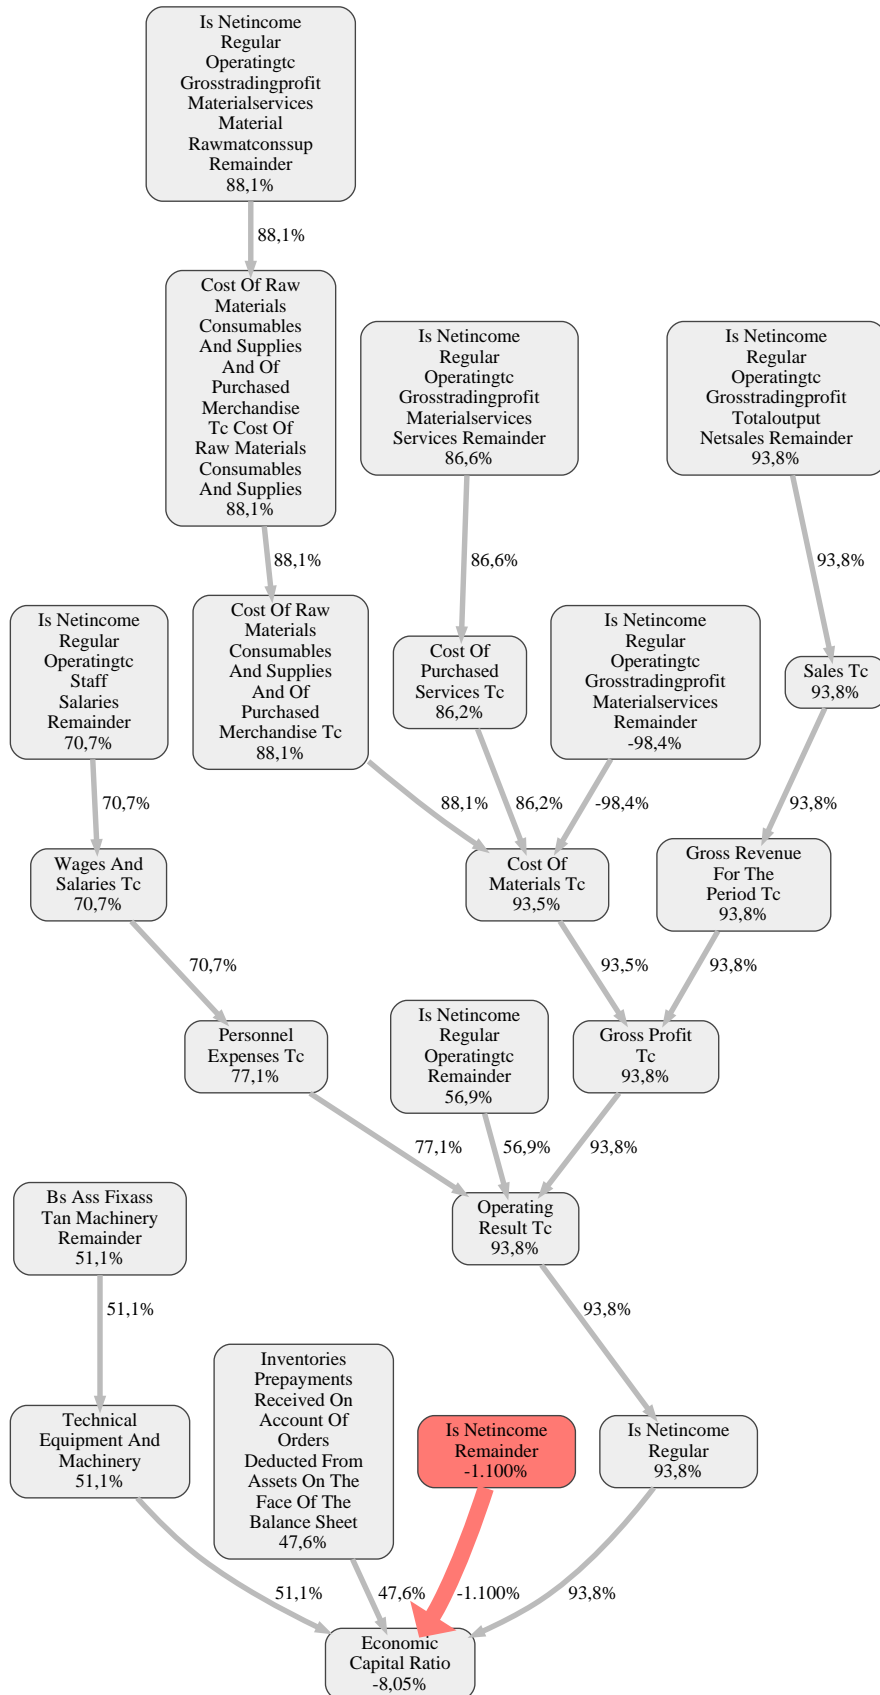 Is Netincome
Regular
Operatingtc
Grosstradingprofit
Materialservices
Material
Rawmatconssup
Remainder
88,1%
88,1%
Cost Of Raw
Materials
Consumables
And Supplies
And Of
Purchased
Merchandise
Tc Cost Of
Raw Materials
Consumables
And Supplies
88,1%
Is Netincome
Regular
Operatingtc
Grosstradingprofit
Materialservices
Services Remainder
86,6%
Is Netincome
Regular
Operatingtc
Grosstradingprofit
Totaloutput
Netsales Remainder
93,8%
88,1%
86,6%
93,8%
Is Netincome
Regular
Operatingtc
Staff
Salaries
Remainder
70,7%
Cost Of Raw
Materials
Consumables
And Supplies
And Of
Purchased
Merchandise Tc
88,1%
Cost Of
Purchased
Services Tc
86,2%
Is Netincome
Regular
Operatingtc
Grosstradingprofit
Materialservices
Remainder
-98,4%
Sales Tc
93,8%
70,7%
88,1%
86,2%
-98,4%
93,8%
Wages And
Salaries Tc
70,7%
Cost Of
Materials Tc
93,5%
Gross Revenue
For The
Period Tc
93,8%
70,7%
93,5%
93,8%
Personnel
Expenses Tc
77,1%
Is Netincome
Regular
Operatingtc
Remainder
56,9%
Gross Profit
Tc
93,8%
77,1%
56,9%
93,8%
Bs Ass Fixass
Tan Machinery
Remainder
51,1%
Operating
Result Tc
93,8%
51,1%
93,8%
Technical
Equipment And
Machinery
51,1%
Inventories
Prepayments
Received On
Account Of
Orders
Deducted From
Assets On The
Face Of The
Balance Sheet
47,6%
Is Netincome
Remainder
-1.100%
Is Netincome
Regular
93,8%
51,1%
47,6%
-1.100%
93,8%
Economic
Capital Ratio
-8,05%